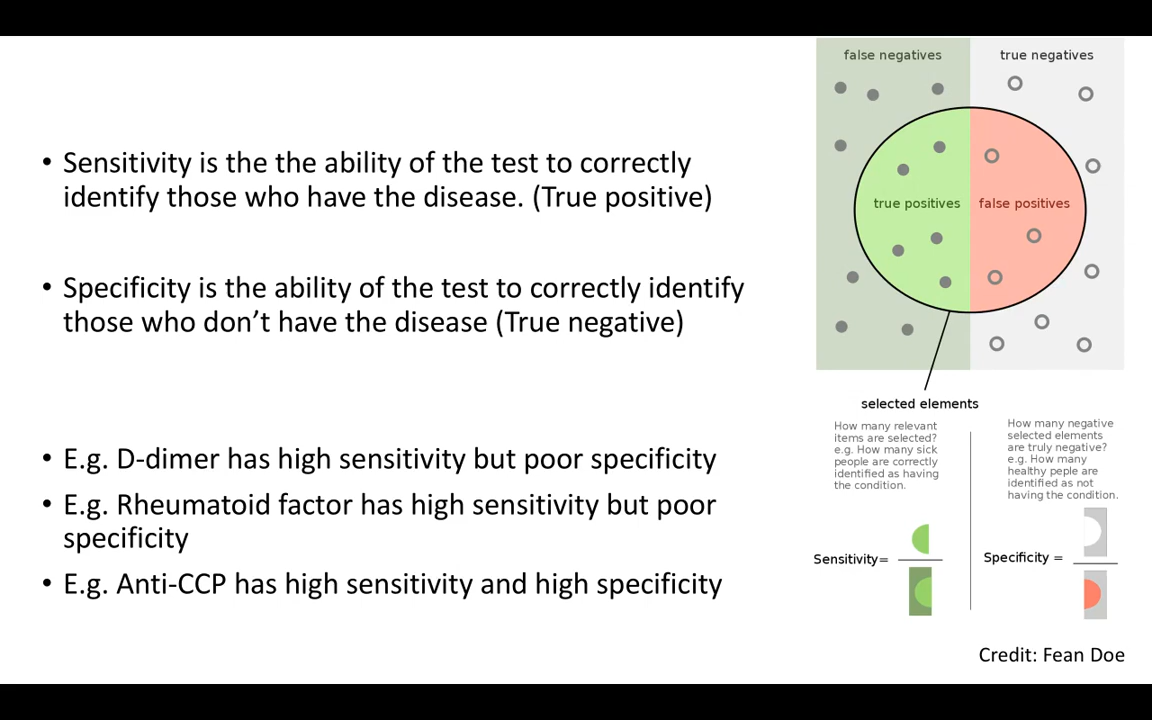 • Sensitivity is the the ability of the test to correctly
identify those who have the disease. (True positive)
• Specificity is the ability of the test to correctly identify
those who don’t have the disease (True negative)
• E.g. D-dimer has high sensitivity but poor specificity
• E.g. Rheumatoid factor has high sensitivity but poor
specificity
• E.g. Anti-CCP has high sensitivity and high specificity
false negatives
true negatives
true positives
false positives
selected elements
How many relevant
items are selected?
e.g. How many sick
people are correctly
identified as having
the condition.
How many negative
selected elements
are truly negative?
e.g. How many
healthy peple are
identified as not
having the condition.
Sensitivity=
Specificity =
Credit: Fean Doe